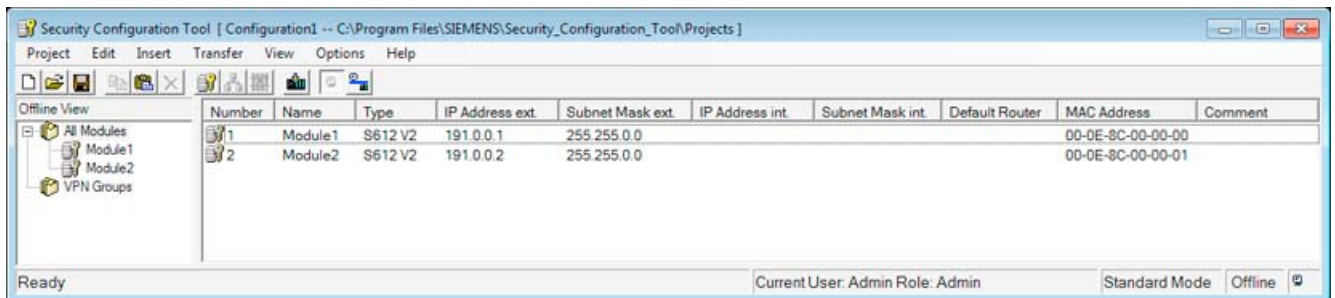 Security Configuration Tool [ Configuration1 -- C:\Program Files\SIEMENS\Security_Configuration_Tool\Projects ]
Project Edit Insert Transfer View Options Help
Offline View
All Modules
Module1
Module2
VPN Groups
Number Name Type IP Address ext. Subnet Mask ext. IP Address int. Subnet Mask int. Default Router MAC Address Comment
1 Module1 S612 V2 191.0.0.1 255.255.0.0 00-0E-8C-00-00-00
2 Module2 S612 V2 191.0.0.2 255.255.0.0 00-0E-8C-00-00-01
Ready Current User: Admin Role: Admin Standard Mode Offline